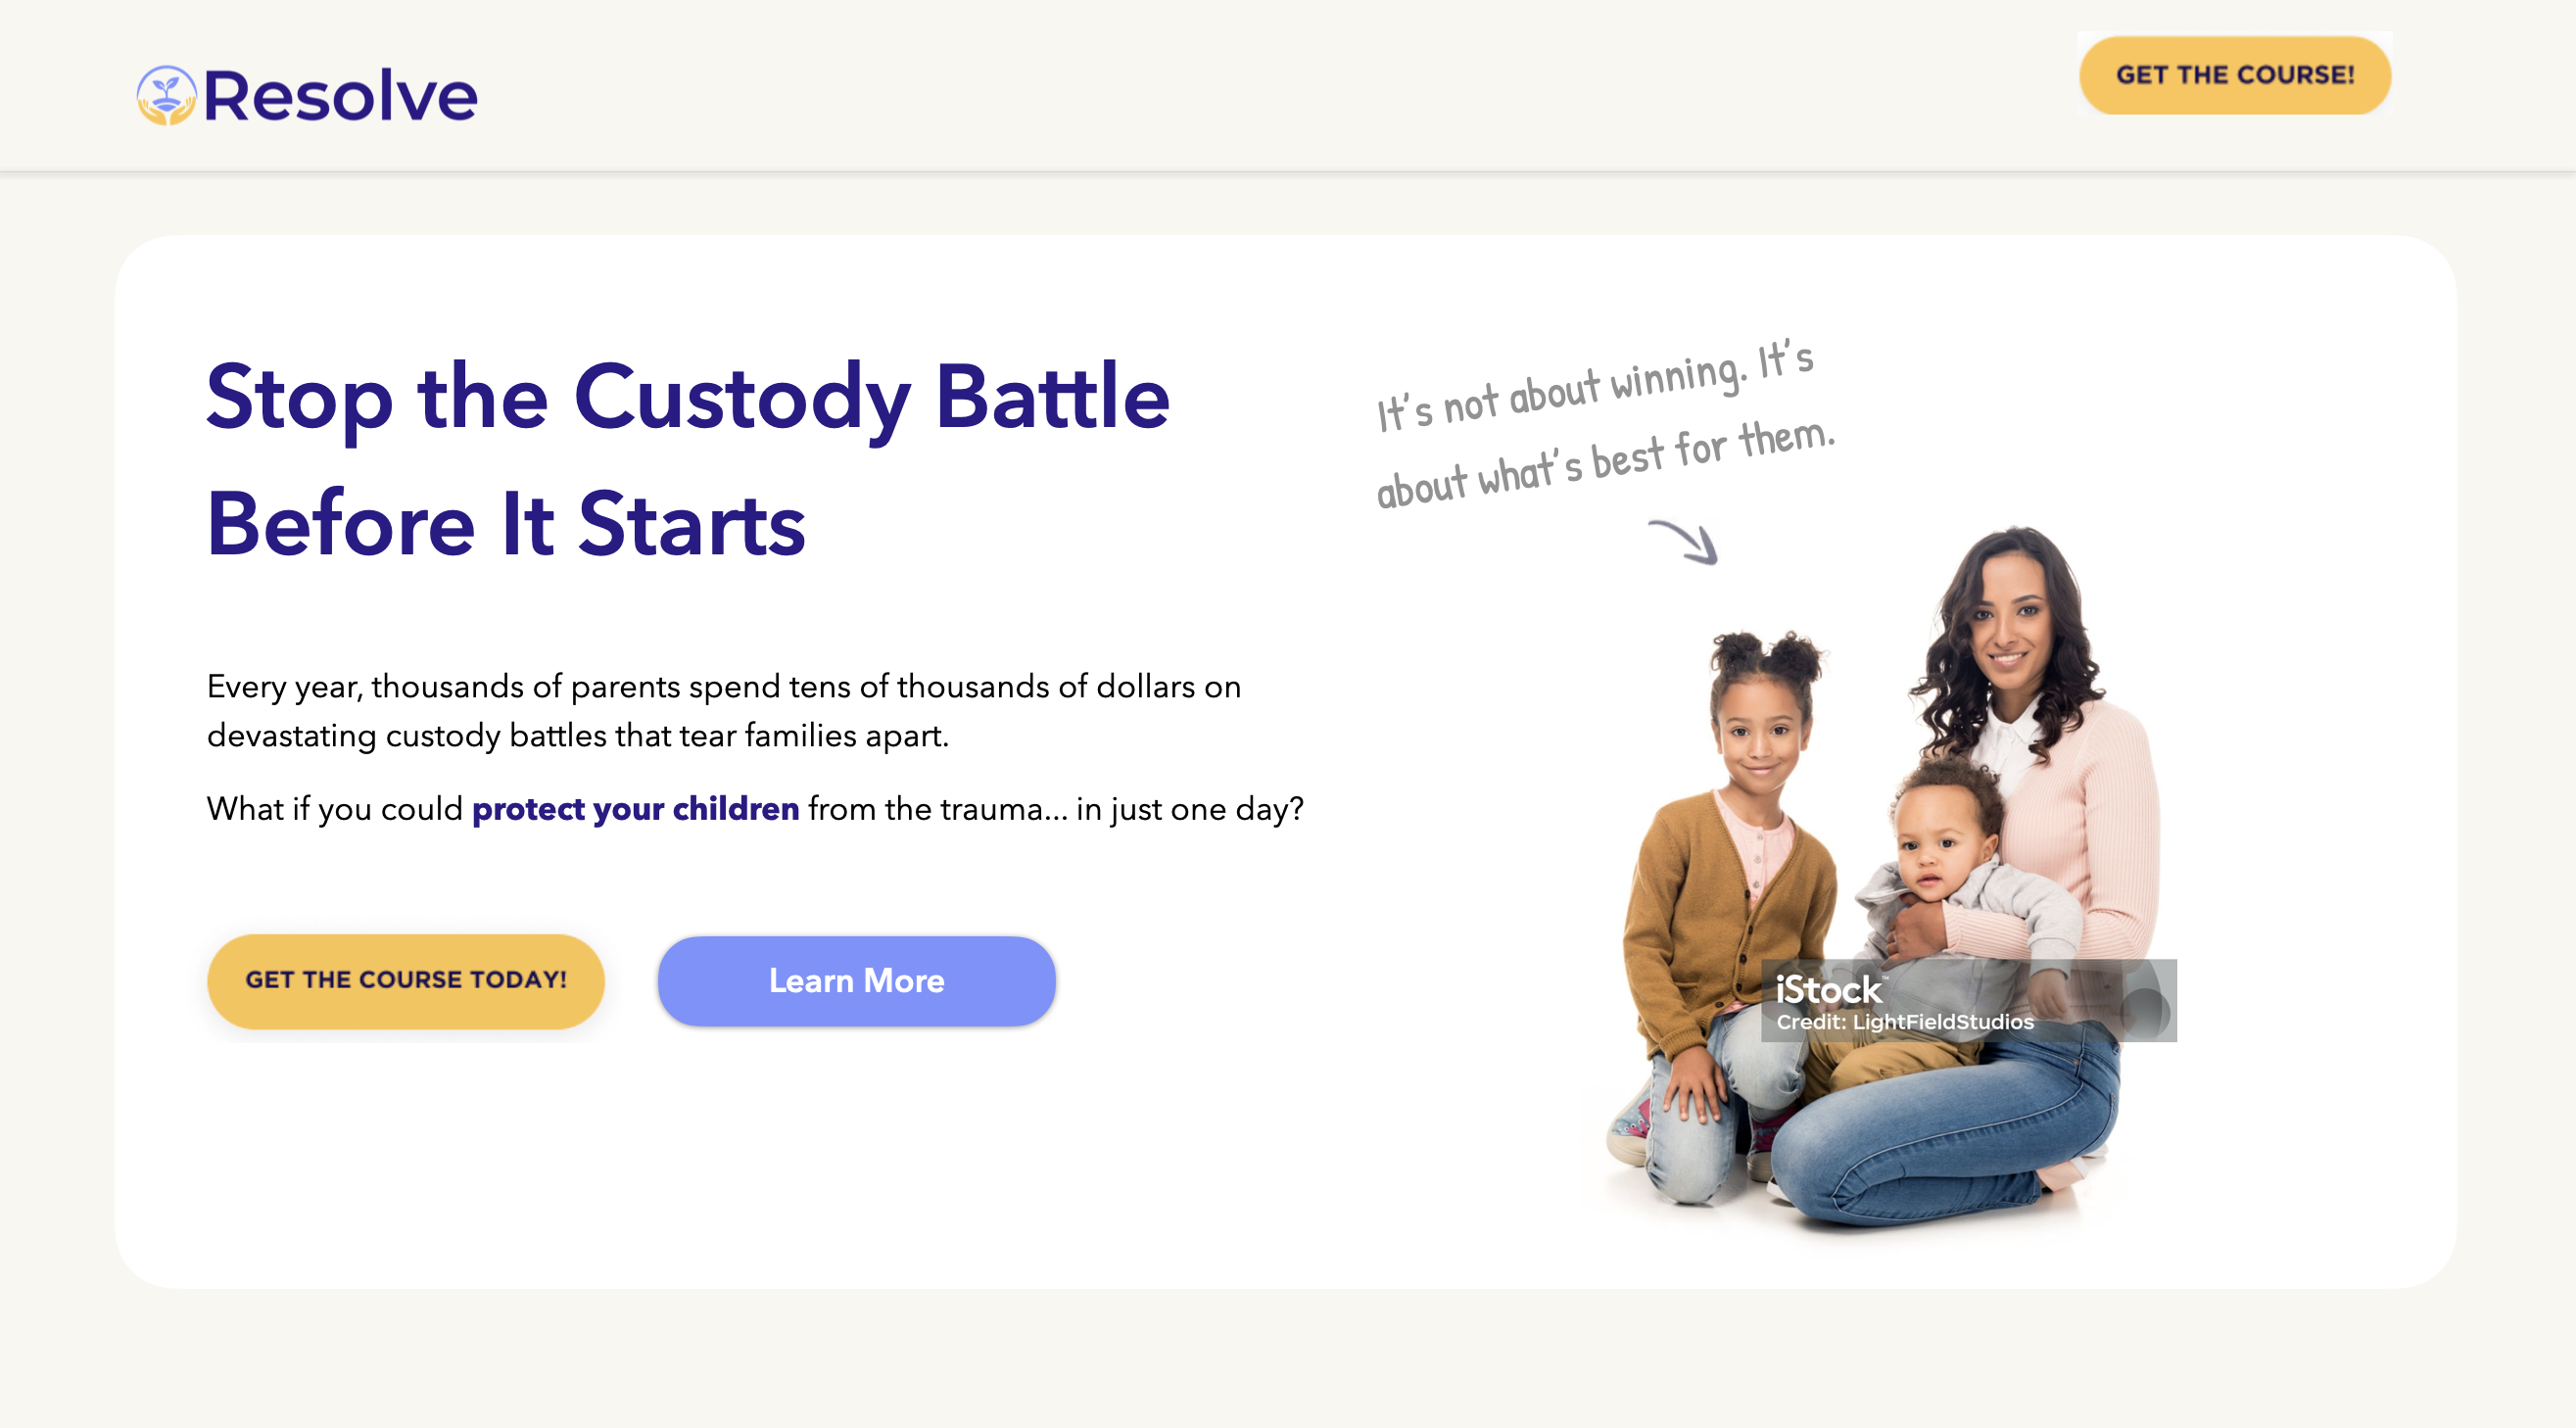 Resolve
GET THE COURSE!
Stop the Custody Battle
Before It Starts
It's not about winning. It's
about what's best for them.
Every year, thousands of parents spend tens of thousands of dollars on
devastating custody battles that tear families apart.
What if you could protect your children from the trauma... in just one day?
GET THE COURSE TODAY!
Learn More
iStock™
Credit: LightFieldStudios